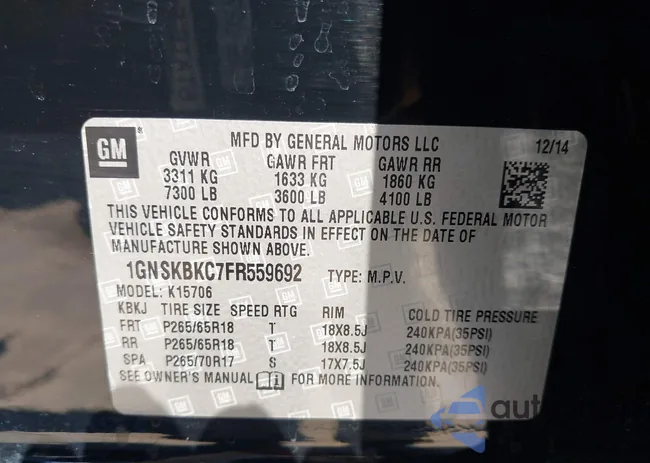 GM
MFD BY GENERAL MOTORS LLC 12/14
GVWR GAWR FRT GAWR RR
3311 KG 1633 KG 1860 KG
7300 LB 3600 LB 4100 LB
THIS VEHICLE CONFORMS TO ALL APPLICABLE U.S. FEDERAL MOTOR
VEHICLE SAFETY STANDARDS IN EFFECT ON THE DATE OF
MANUFACTURE SHOWN ABOVE.
1GNSKBKC7FR559692 TYPE: M.P.V.
MODEL: K15706
KBKJ TIRE SIZE SPEED RTG RIM COLD TIRE PRESSURE
FRT P265/65R18 T 18X8.5J 240KPA(35PSI)
RR P265/65R18 T 18X8.5J 240KPA(35PSI)
SPA P265/70R17 S 17X7.5J 240KPA(35PSI)
SEE OWNER'S MANUAL FOR MORE INFORMATION.